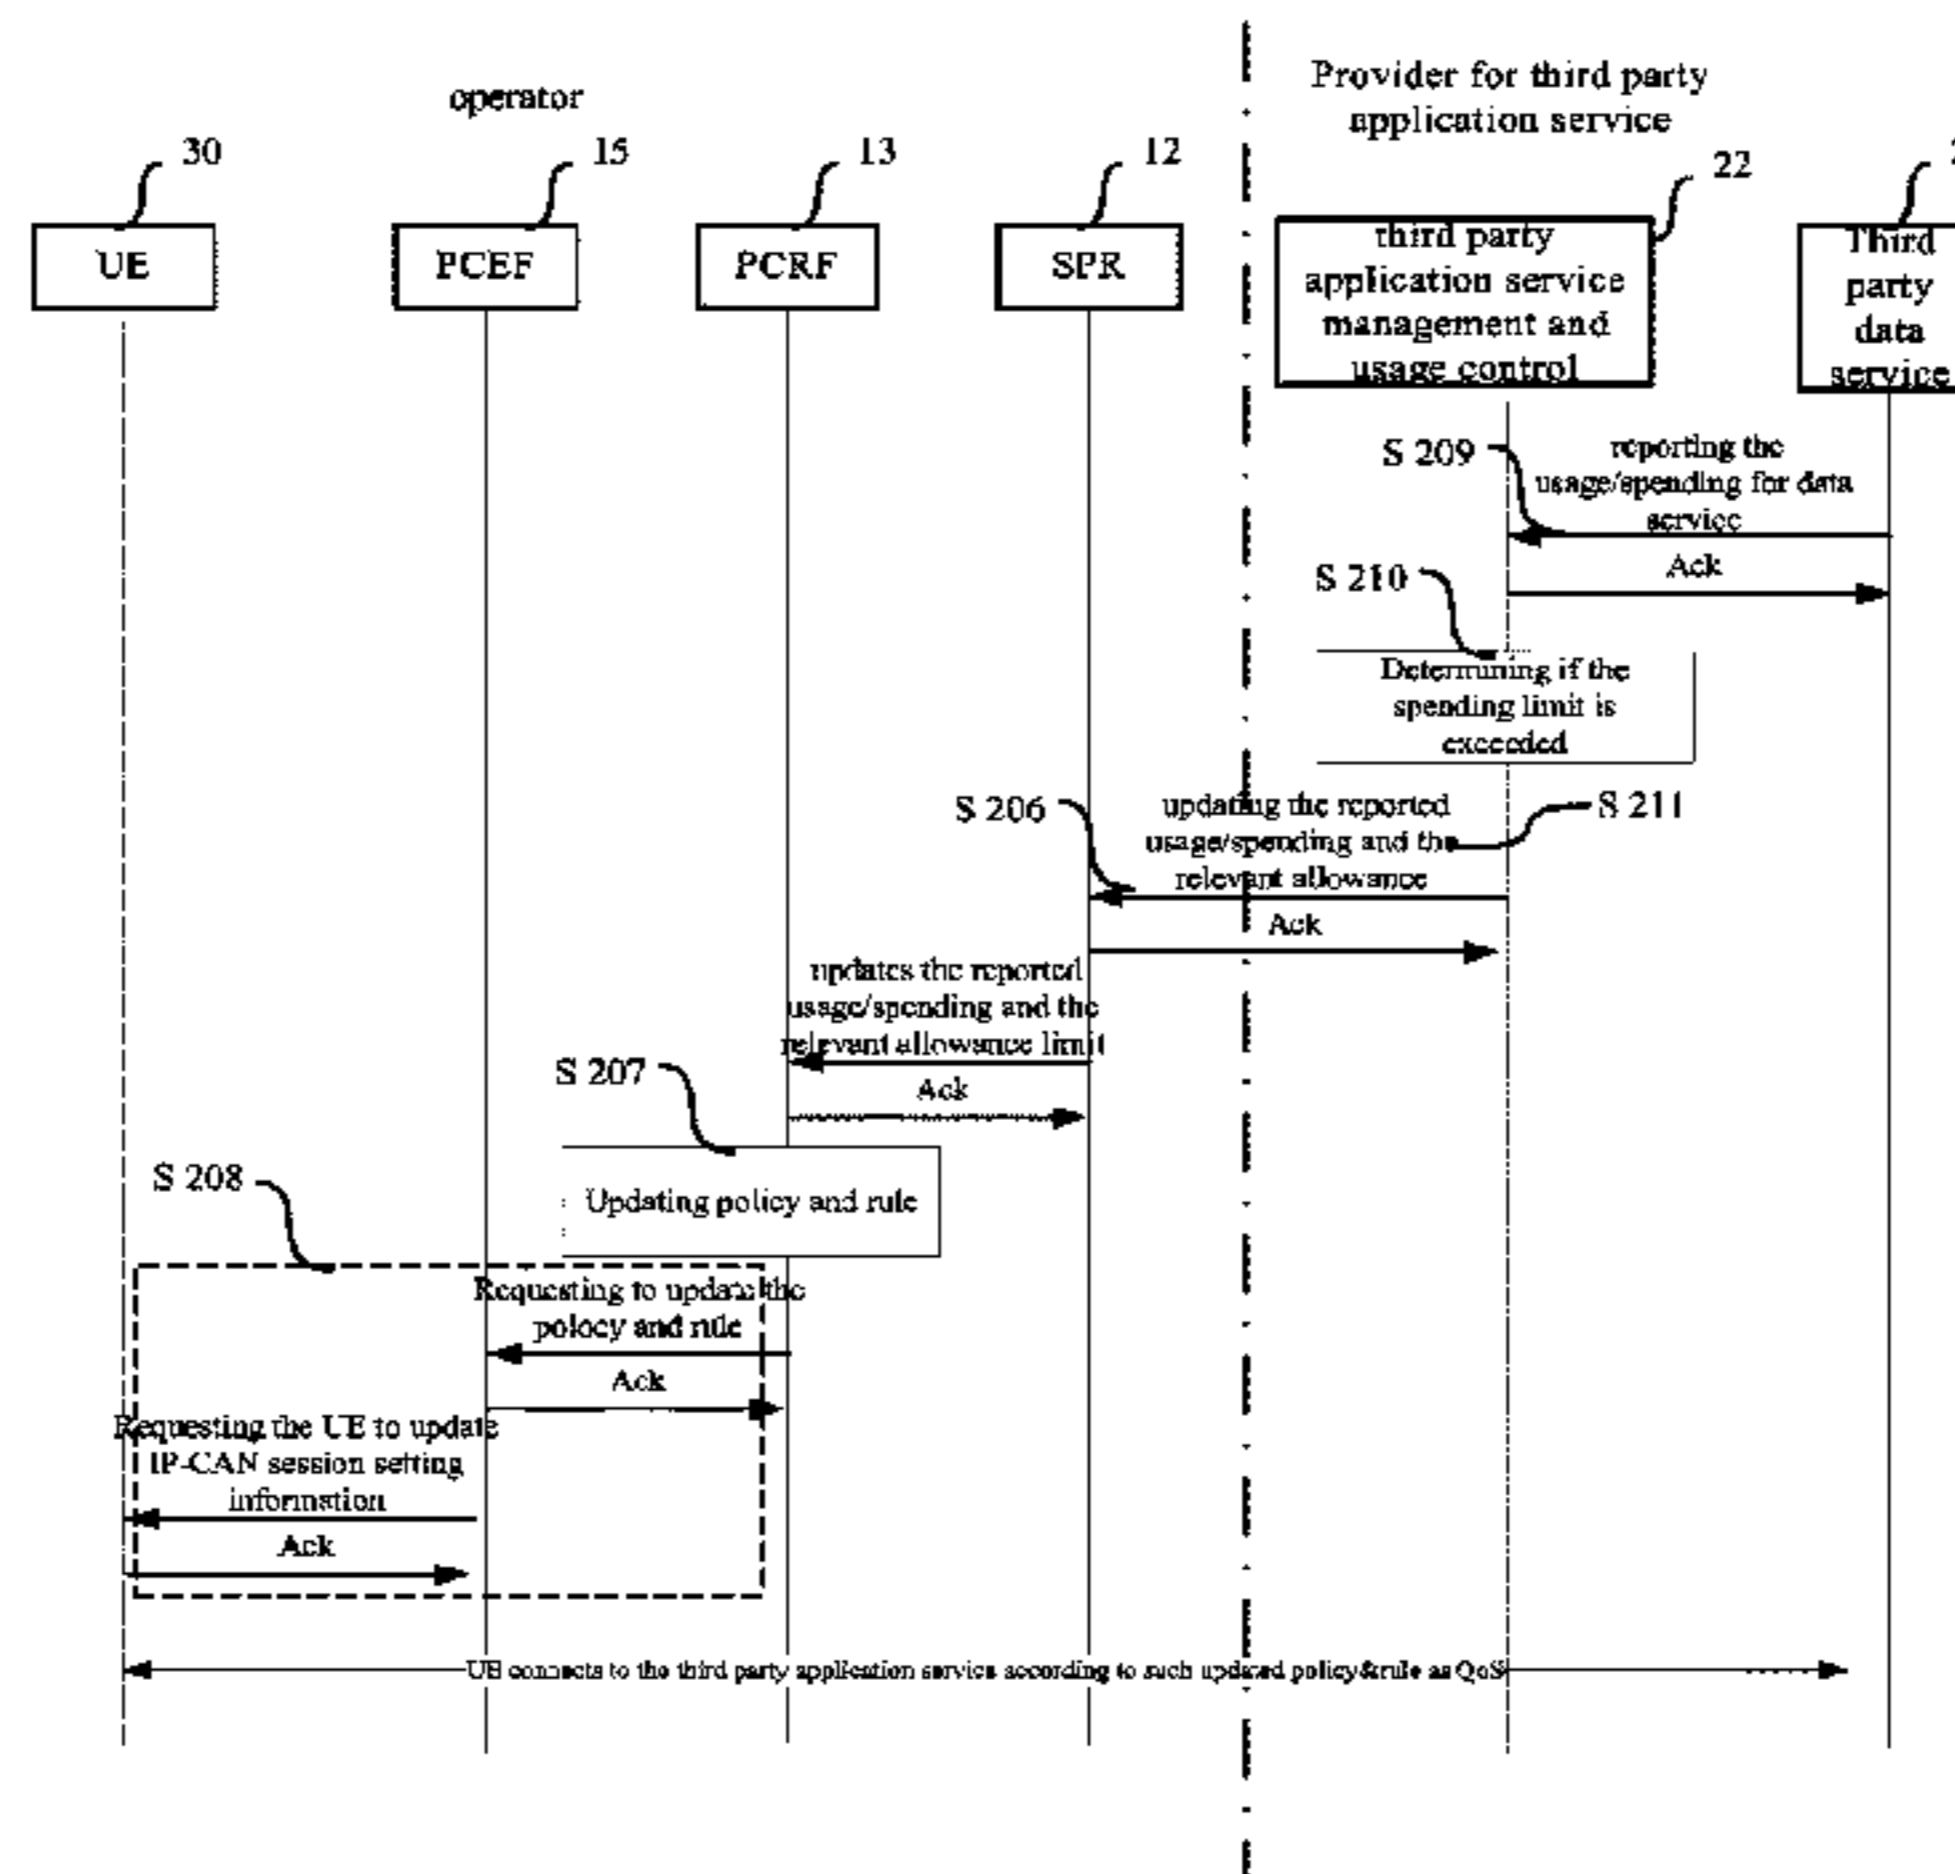 operator
Provider for third party
application service
30
15
13
12
22
UE
PCEF
PCRF
SPR
third party
application service
management and
usage control
Third
party
data
service
S 209
reporting the
usage/spending for data
service
Ack
S 210
Determining if the
spending limit is
exceeded
S 206
updating the reported
usage/spending and the
relevant allowance
S 211
Ack
updates the reported
usage/spending and the
relevant allowance limit
S 207
Ack
Updating policy and rule
S 208
Requesting to update the
polocy and rule
Ack
Requesting the UE to update
IP-CAN session setting
information
Ack
UE connects to the third party application service according to such updated policy&rule as QoS